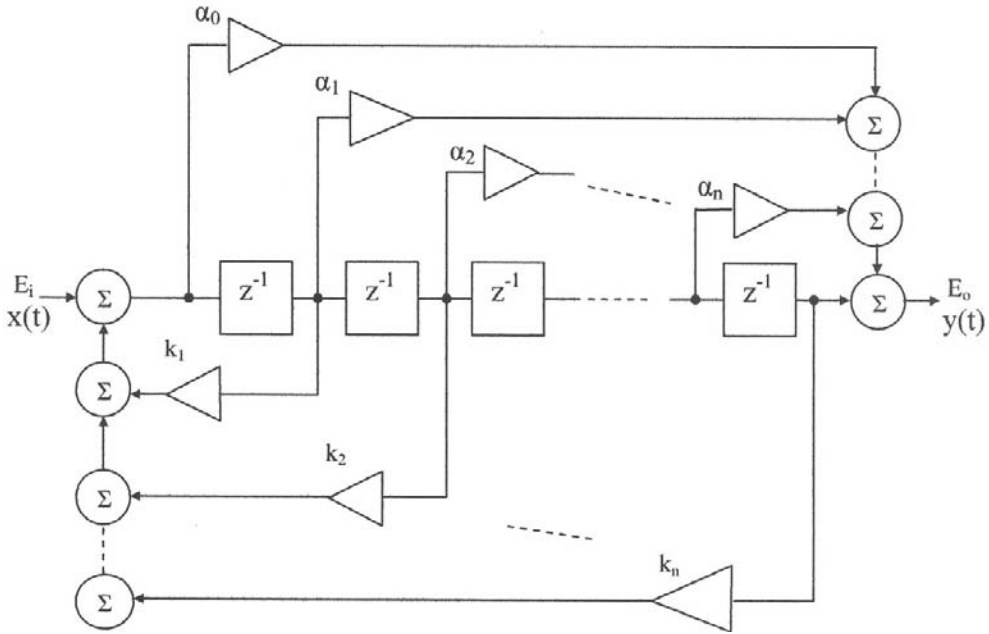 α₀
α₁
Σ
α₂
αₙ
Σ
Eᵢ
Σ
z⁻¹
z⁻¹
z⁻¹
z⁻¹
Σ
Eₒ
x(t)
y(t)
k₁
Σ
k₂
Σ
kₙ
Σ